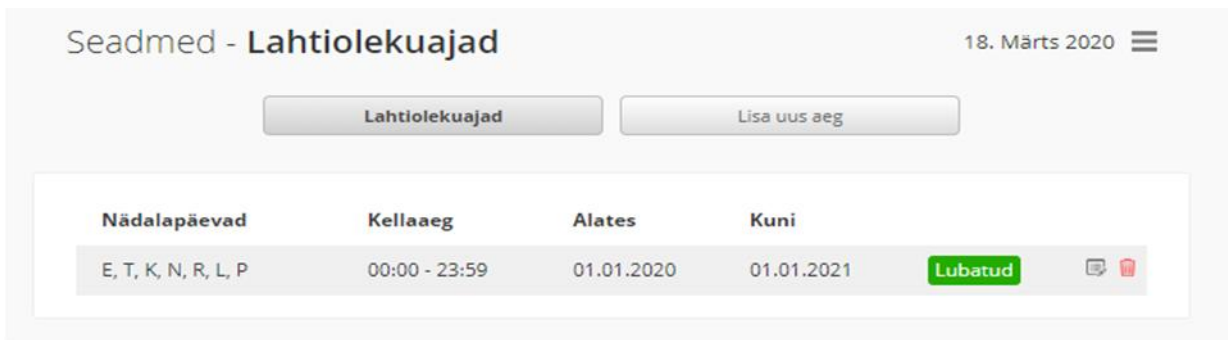 Seadmed - Lahtiolekuajad 18. Märts 2020
Lahtiolekuajad Lisa uus aeg
Nädalapäevad Kellaaeg Alates Kuni
E, T, K, N, R, L, P 00:00 - 23:59 01.01.2020 01.01.2021 Lubatud